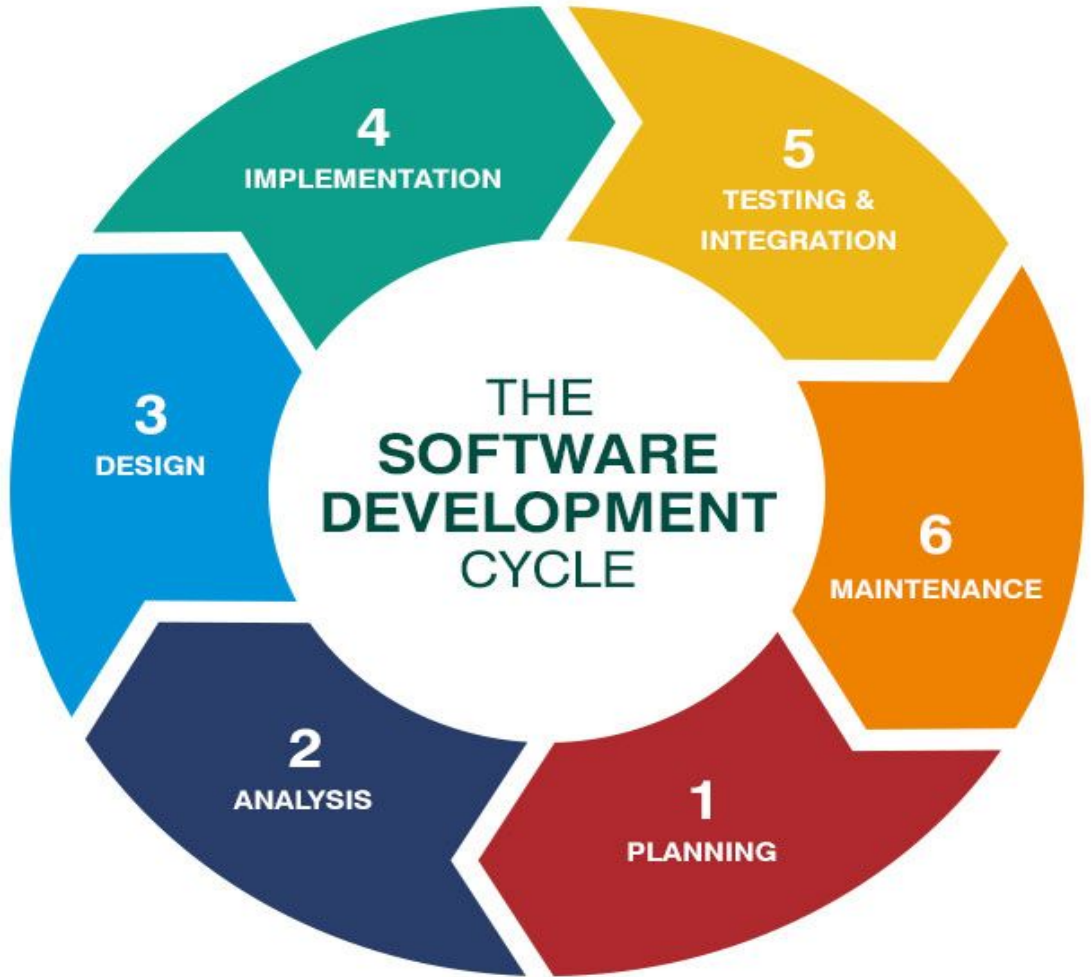 THE
SOFTWARE
DEVELOPMENT
CYCLE
1
PLANNING
2
ANALYSIS
3
DESIGN
4
IMPLEMENTATION
5
TESTING &
INTEGRATION
6
MAINTENANCE